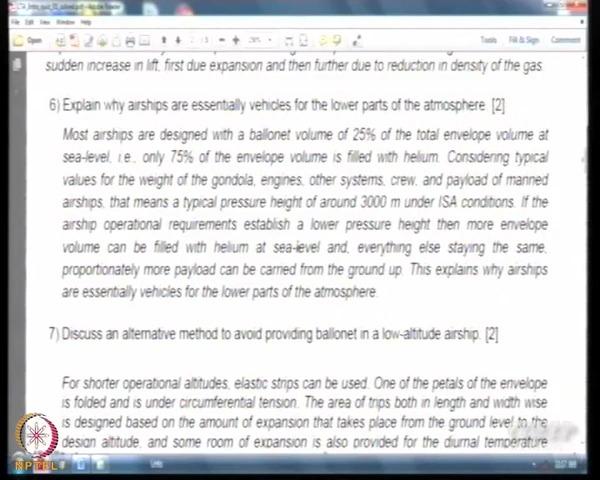 File Edit View Window Help
Open
Tools Fill & Sign Comment
sudden increase in lift, first due expansion and then further due to reduction in density of the gas.
6) Explain why airships are essentially vehicles for the lower parts of the atmosphere. [2]
Most airships are designed with a ballonet volume of 25% of the total envelope volume at
sea-level, i.e., only 75% of the envelope volume is filled with helium. Considering typical
values for the weight of the gondola, engines, other systems, crew, and payload of manned
airships, that means a typical pressure height of around 3000 m under ISA conditions. If the
airship operational requirements establish a lower pressure height then more envelope
volume can be filled with helium at sea-level and, everything else staying the same,
proportionately more payload can be carried from the ground up. This explains why airships
are essentially vehicles for the lower parts of the atmosphere.
7) Discuss an alternative method to avoid providing ballonet in a low-altitude airship. [2]
For shorter operational altitudes, elastic strips can be used. One of the petals of the envelope
is folded and is under circumferential tension. The area of trips both in length and width wise
is designed based on the amount of expansion that takes place from the ground level to the
design altitude, and some room of expansion is also provided for the diurnal temperature
NPTEL